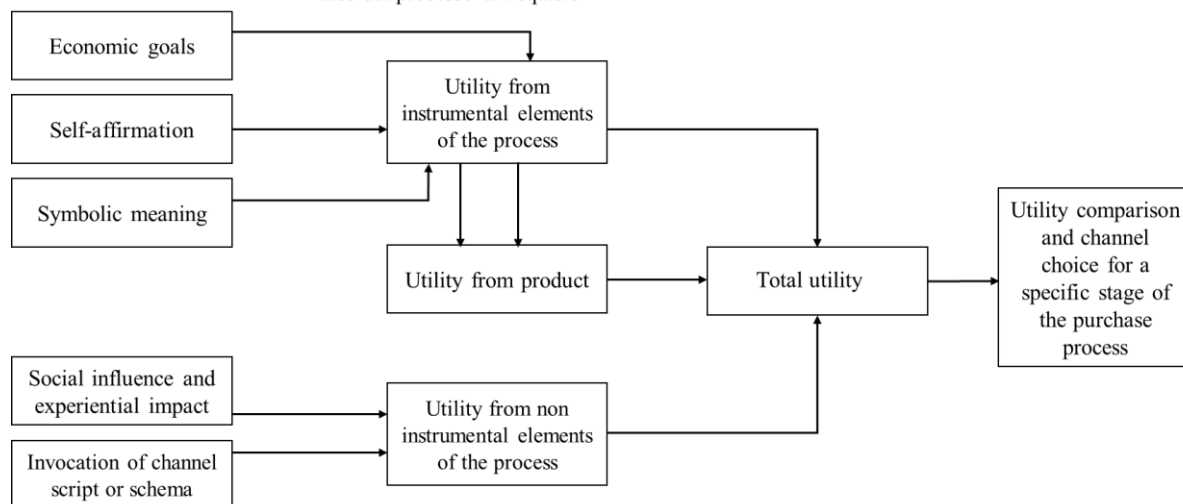 Economic goals
Self-affirmation
Symbolic meaning
Utility from
instrumental elements
of the process
Utility from product
Total utility
Utility comparison
and channel
choice for a
specific stage of
the purchase
process
Social influence and
experiential impact
Invocation of channel
script or schema
Utility from non
instrumental elements
of the process